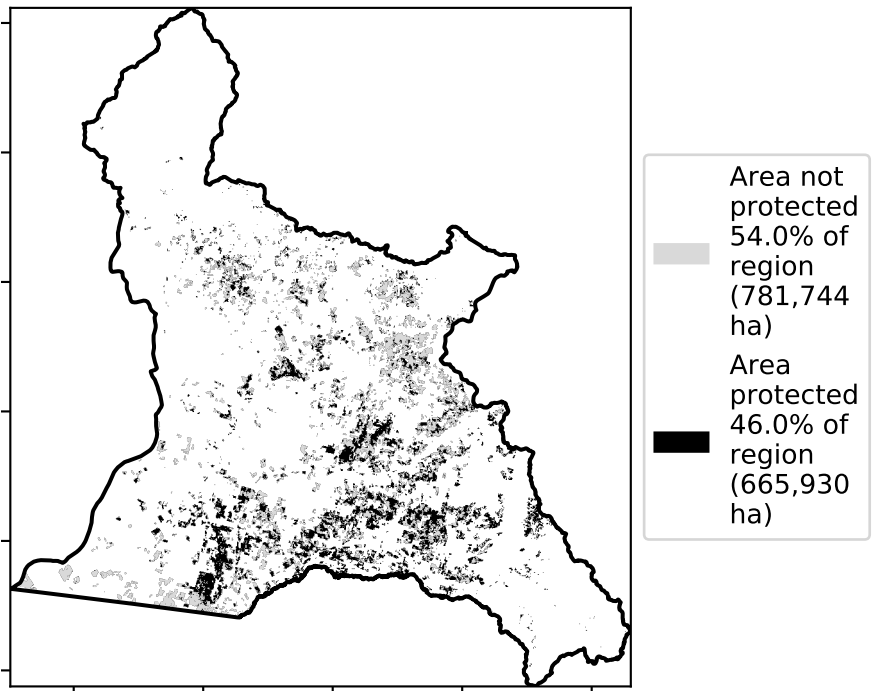 Area not
protected
54.0% of
region
(781,744
ha)
Area
protected
46.0% of
region
(665,930
ha)